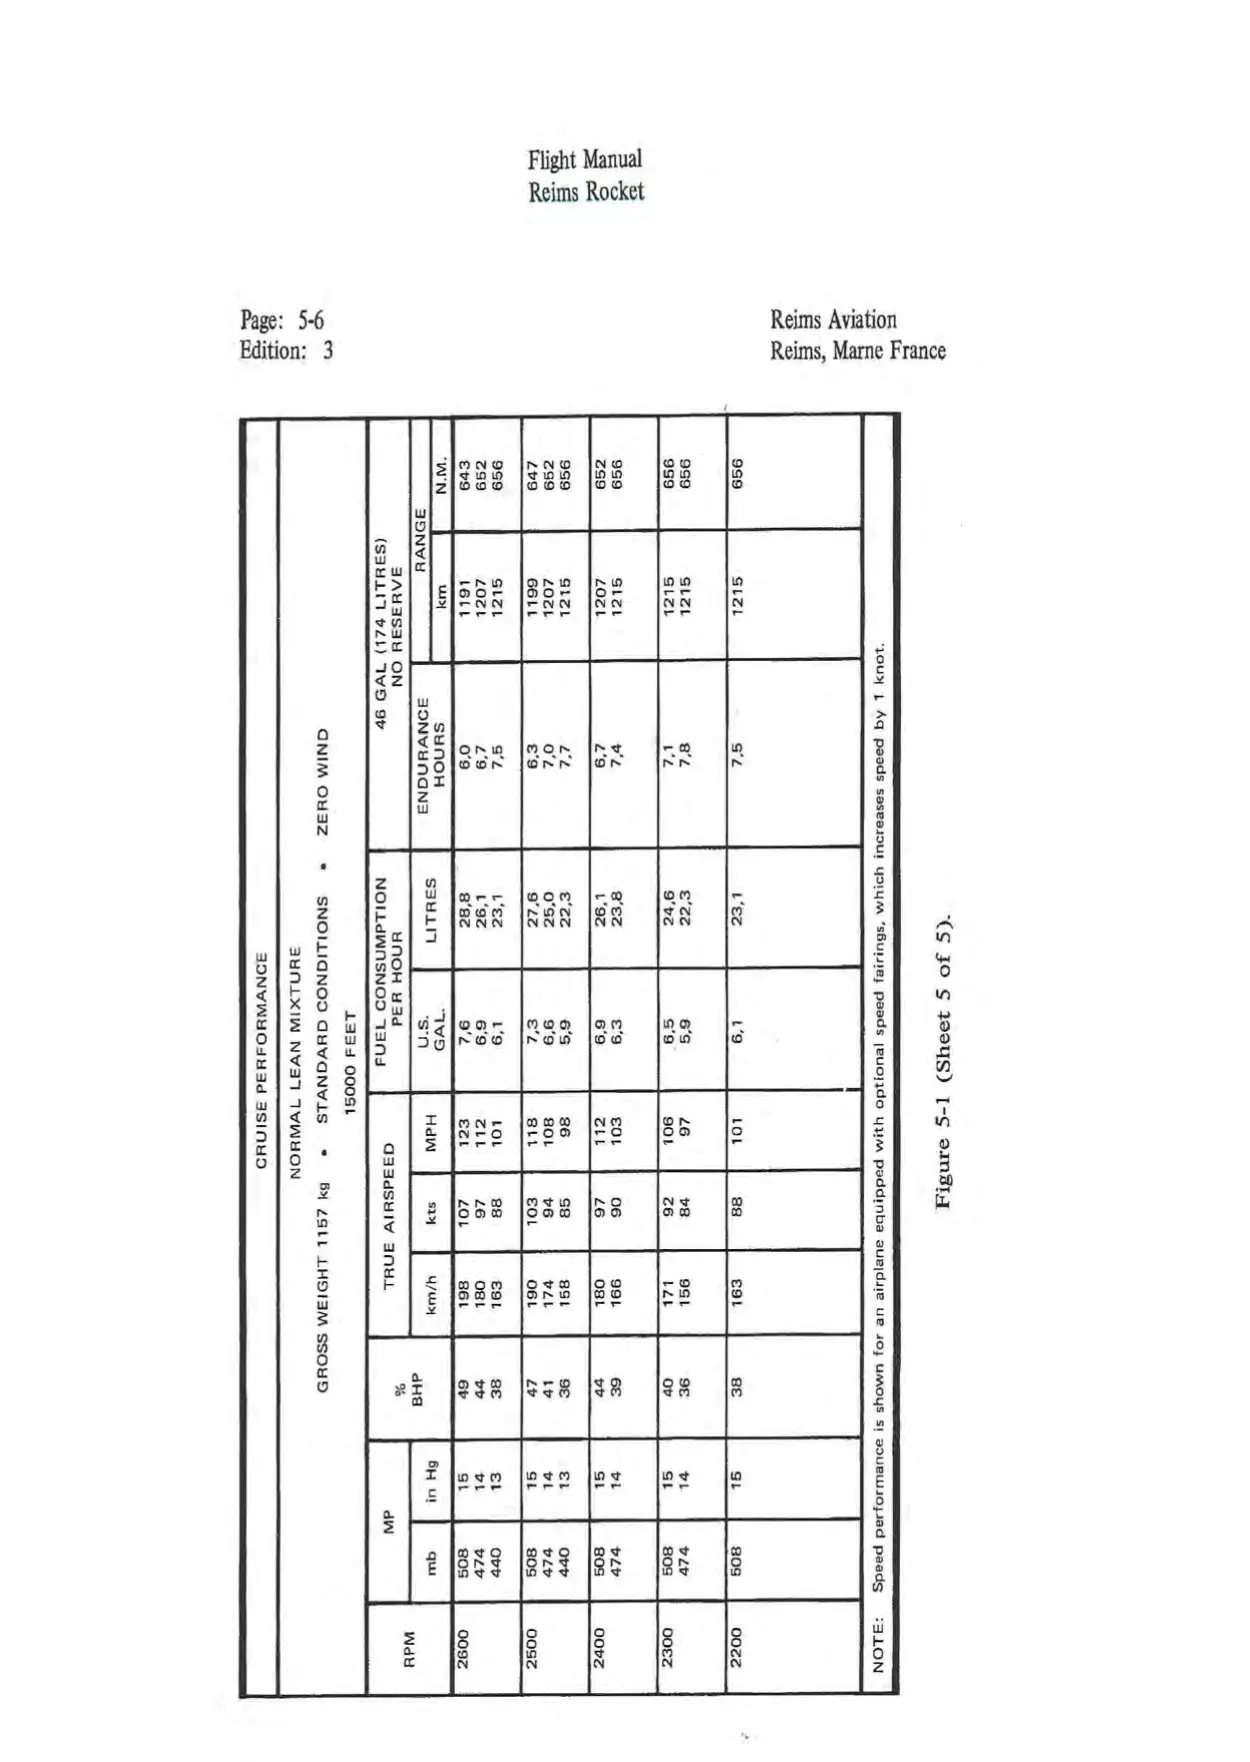 Flight Manual
Reims Rocket
Page: 5-6
Edition: 3
Reims Aviation
Reims, Marne France
CRUISE PERFORMANCE
NORMAL LEAN MIXTURE
GROSS WEIGHT 1157 kg • STANDARD CONDITIONS • ZERO WIND
15000 FEET
RPM MP % BHP TRUE AIRSPEED FUEL CONSUMPTION PER HOUR 46 GAL (174 LITRES) NO RESERVE
mb in Hg km/h kts MPH U.S. GAL. LITRES ENDURANCE HOURS RANGE
km N.M.
2600 508 15 49 198 107 123 7,6 28,8 6,0 1191 643
474 14 44 180 97 112 6,9 26,1 6,7 1207 652
440 13 38 163 88 101 6,1 23,1 7,5 1215 656
2500 508 15 47 190 103 118 7,3 27,6 6,3 1199 647
474 14 41 174 94 108 6,6 25,0 7,0 1207 652
440 13 36 158 85 98 5,9 22,3 7,7 1215 656
2400 508 15 44 180 97 112 6,9 26,1 6,7 1207 652
474 14 39 166 90 103 6,3 23,8 7,4 1215 656
2300 508 15 40 171 92 106 6,5 24,6 7,1 1215 656
474 14 36 156 84 97 5,9 22,3 7,8 1215 656
2200 508 15 38 163 88 101 6,1 23,1 7,5 1215 656
NOTE: Speed performance is shown for an airplane equipped with optional speed fairings, which increases speed by 1 knot.
Figure 5-1 (Sheet 5 of 5).